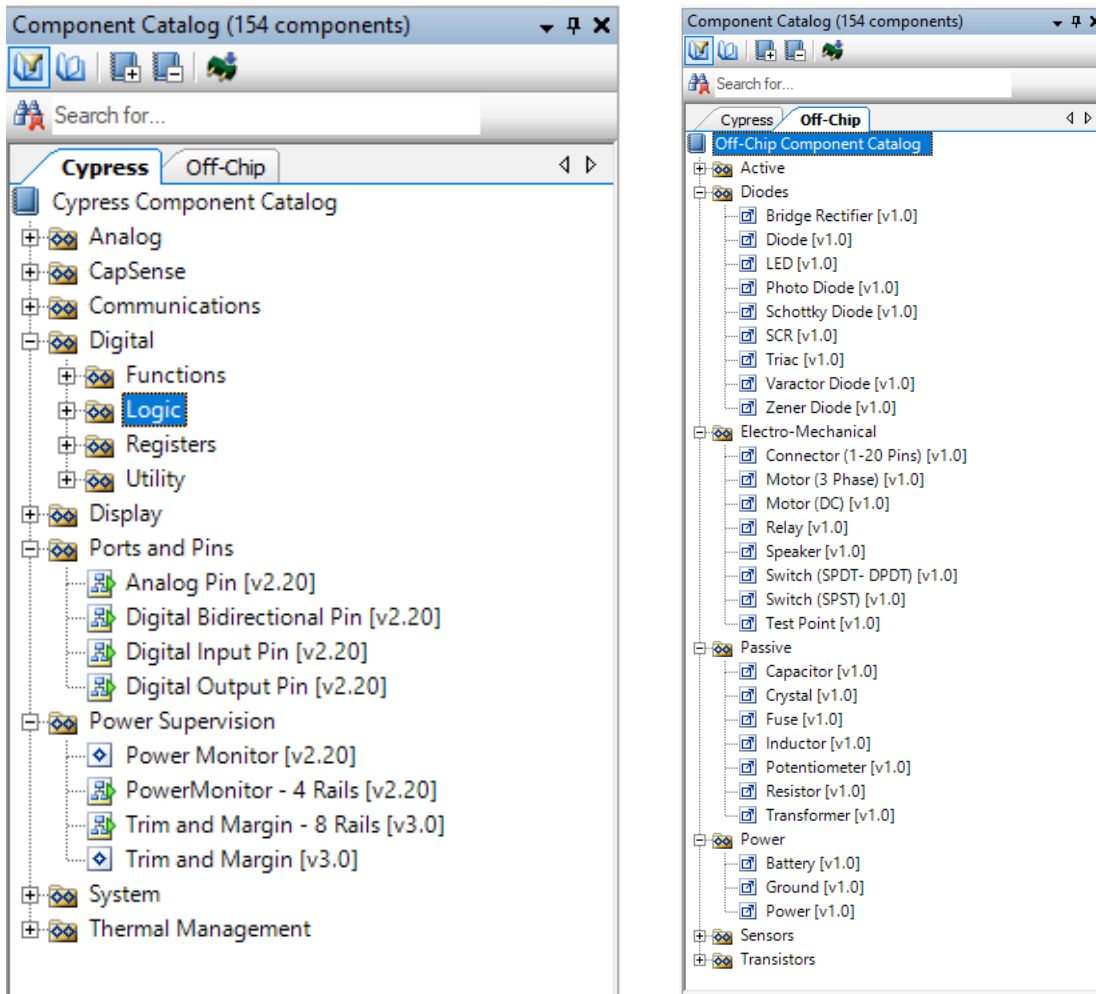 Component Catalog (154 components)
Search for...
Cypress Off-Chip
Cypress Component Catalog
Analog
CapSense
Communications
Digital
Functions
Logic
Registers
Utility
Display
Ports and Pins
Analog Pin [v2.20]
Digital Bidirectional Pin [v2.20]
Digital Input Pin [v2.20]
Digital Output Pin [v2.20]
Power Supervision
Power Monitor [v2.20]
PowerMonitor - 4 Rails [v2.20]
Trim and Margin - 8 Rails [v3.0]
Trim and Margin [v3.0]
System
Thermal Management
Component Catalog (154 components)
Search for...
Cypress Off-Chip
Off-Chip Component Catalog
Active
Diodes
Bridge Rectifier [v1.0]
Diode [v1.0]
LED [v1.0]
Photo Diode [v1.0]
Schottky Diode [v1.0]
SCR [v1.0]
Triac [v1.0]
Varactor Diode [v1.0]
Zener Diode [v1.0]
Electro-Mechanical
Connector (1-20 Pins) [v1.0]
Motor (3 Phase) [v1.0]
Motor (DC) [v1.0]
Relay [v1.0]
Speaker [v1.0]
Switch (SPDT- DPDT) [v1.0]
Switch (SPST) [v1.0]
Test Point [v1.0]
Passive
Capacitor [v1.0]
Crystal [v1.0]
Fuse [v1.0]
Inductor [v1.0]
Potentiometer [v1.0]
Resistor [v1.0]
Transformer [v1.0]
Power
Battery [v1.0]
Ground [v1.0]
Power [v1.0]
Sensors
Transistors